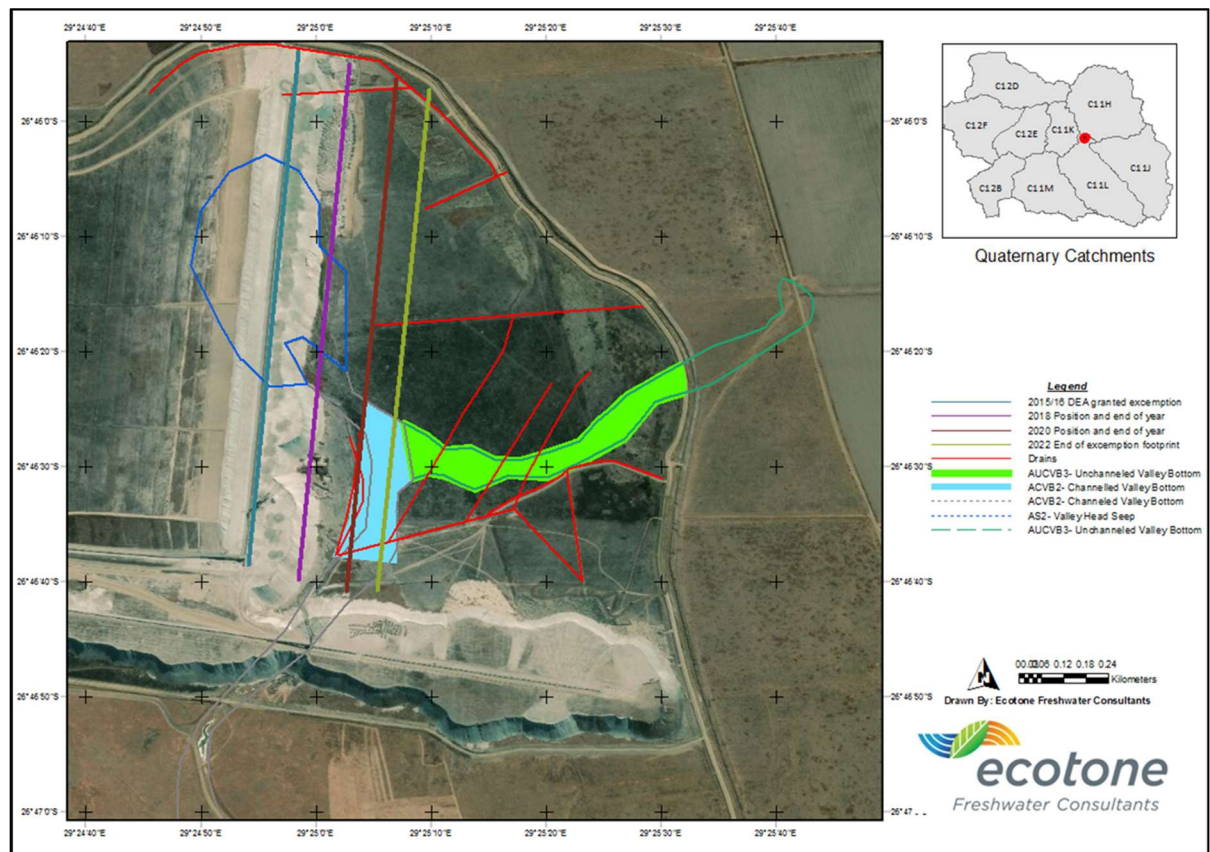 29°24'40"E 29°24'50"E 29°25'0"E 29°25'10"E 29°25'20"E 29°25'30"E 29°25'40"E
26°46'0"S 26°46'0"S
26°46'10"S 26°46'10"S
26°46'20"S 26°46'20"S
26°46'30"S 26°46'30"S
26°46'40"S 26°46'40"S
26°46'50"S 26°46'50"S
26°47'0"S 26°47'
29°24'40"E 29°24'50"E 29°25'0"E 29°25'10"E 29°25'20"E 29°25'30"E 29°25'40"E
C12D
C11H
C12F
C12E
C11K
C11J
C12B
C11M
C11L
Quaternary Catchments
Legend
2015/16 DEA granted excemption
2018 Position and end of year
2020 Position and end of year
2022 End of excemption footprint
Drains
AUCVB3- Unchanneled Valley Bottom
ACVB2- Channelled Valley Bottom
ACVB2- Channeled Valley Bottom
AS2- Valley Head Seep
AUCVB3- Unchanneled Valley Bottom
N
0.12 0.18 0.24
Kilometers
Drawn By: Ecotone Freshwater Consultants
ecotone
Freshwater Consultants